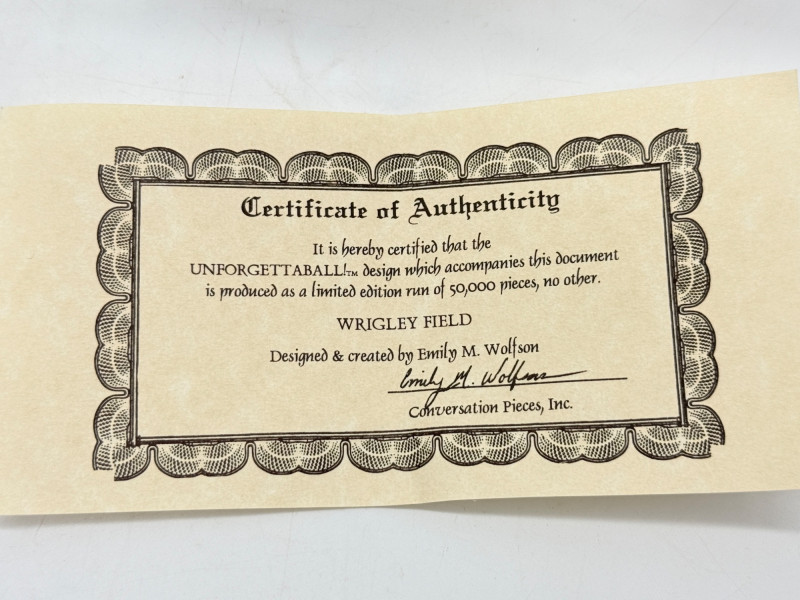 Certificate of Authenticity
It is hereby certified that the
UNFORGETTABALL!™ design which accompanies this document
is produced as a limited edition run of 50,000 pieces, no other.
WRIGLEY FIELD
Designed & created by Emily M. Wolfson
Emily M. Wolfson
Conversation Pieces, Inc.